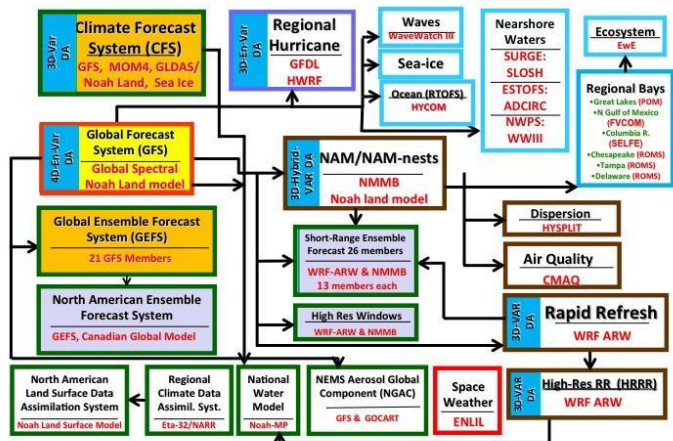 3D-Var
DA
Climate Forecast
System (CFS)
GFS, MOM4, GLDAS/
Noah Land, Sea Ice
3D-En-Var
DA
Regional
Hurricane
GFDL
HWRF
Waves
WaveWatch III
Sea-ice
Ocean (RTOFS)
HYCOM
Nearshore
Waters
SURGE:
SLOSH
ESTOFS:
ADCIRC
NWPS:
WWIII
Ecosystem
EwE
Regional Bays
•Great Lakes (POM)
•N Gulf of Mexico
(FVCOM)
•Columbia R.
(SELFE)
•Chesapeake (ROMS)
•Tampa (ROMS)
•Delaware (ROMS)
4D-En-Var
DA
Global Forecast
System (GFS)
Global Spectral
Noah Land model
3D-Hybrid-
VAR DA
NAM/NAM-nests
NMMB
Noah land model
Global Ensemble Forecast
System (GEFS)
21 GFS Members
Short-Range Ensemble
Forecast 26 members
WRF-ARW & NMMB
13 members each
Dispersion
HYSPLIT
Air Quality
CMAQ
North American Ensemble
Forecast System
GEFS, Canadian Global Model
High Res Windows
WRF-ARW & NMMB
3D-VAR
DA
Rapid Refresh
WRF ARW
North American
Land Surface Data
Assimilation System
Noah Land Surface Model
Regional
Climate Data
Assimil. Syst.
Eta-32/NARR
National
Water
Model
Noah-MP
NEMS Aerosol Global
Component (NGAC)
GFS & GOCART
Space
Weather
ENLIL
3D-VAR
DA
High-Res RR (HRRR)
WRF ARW